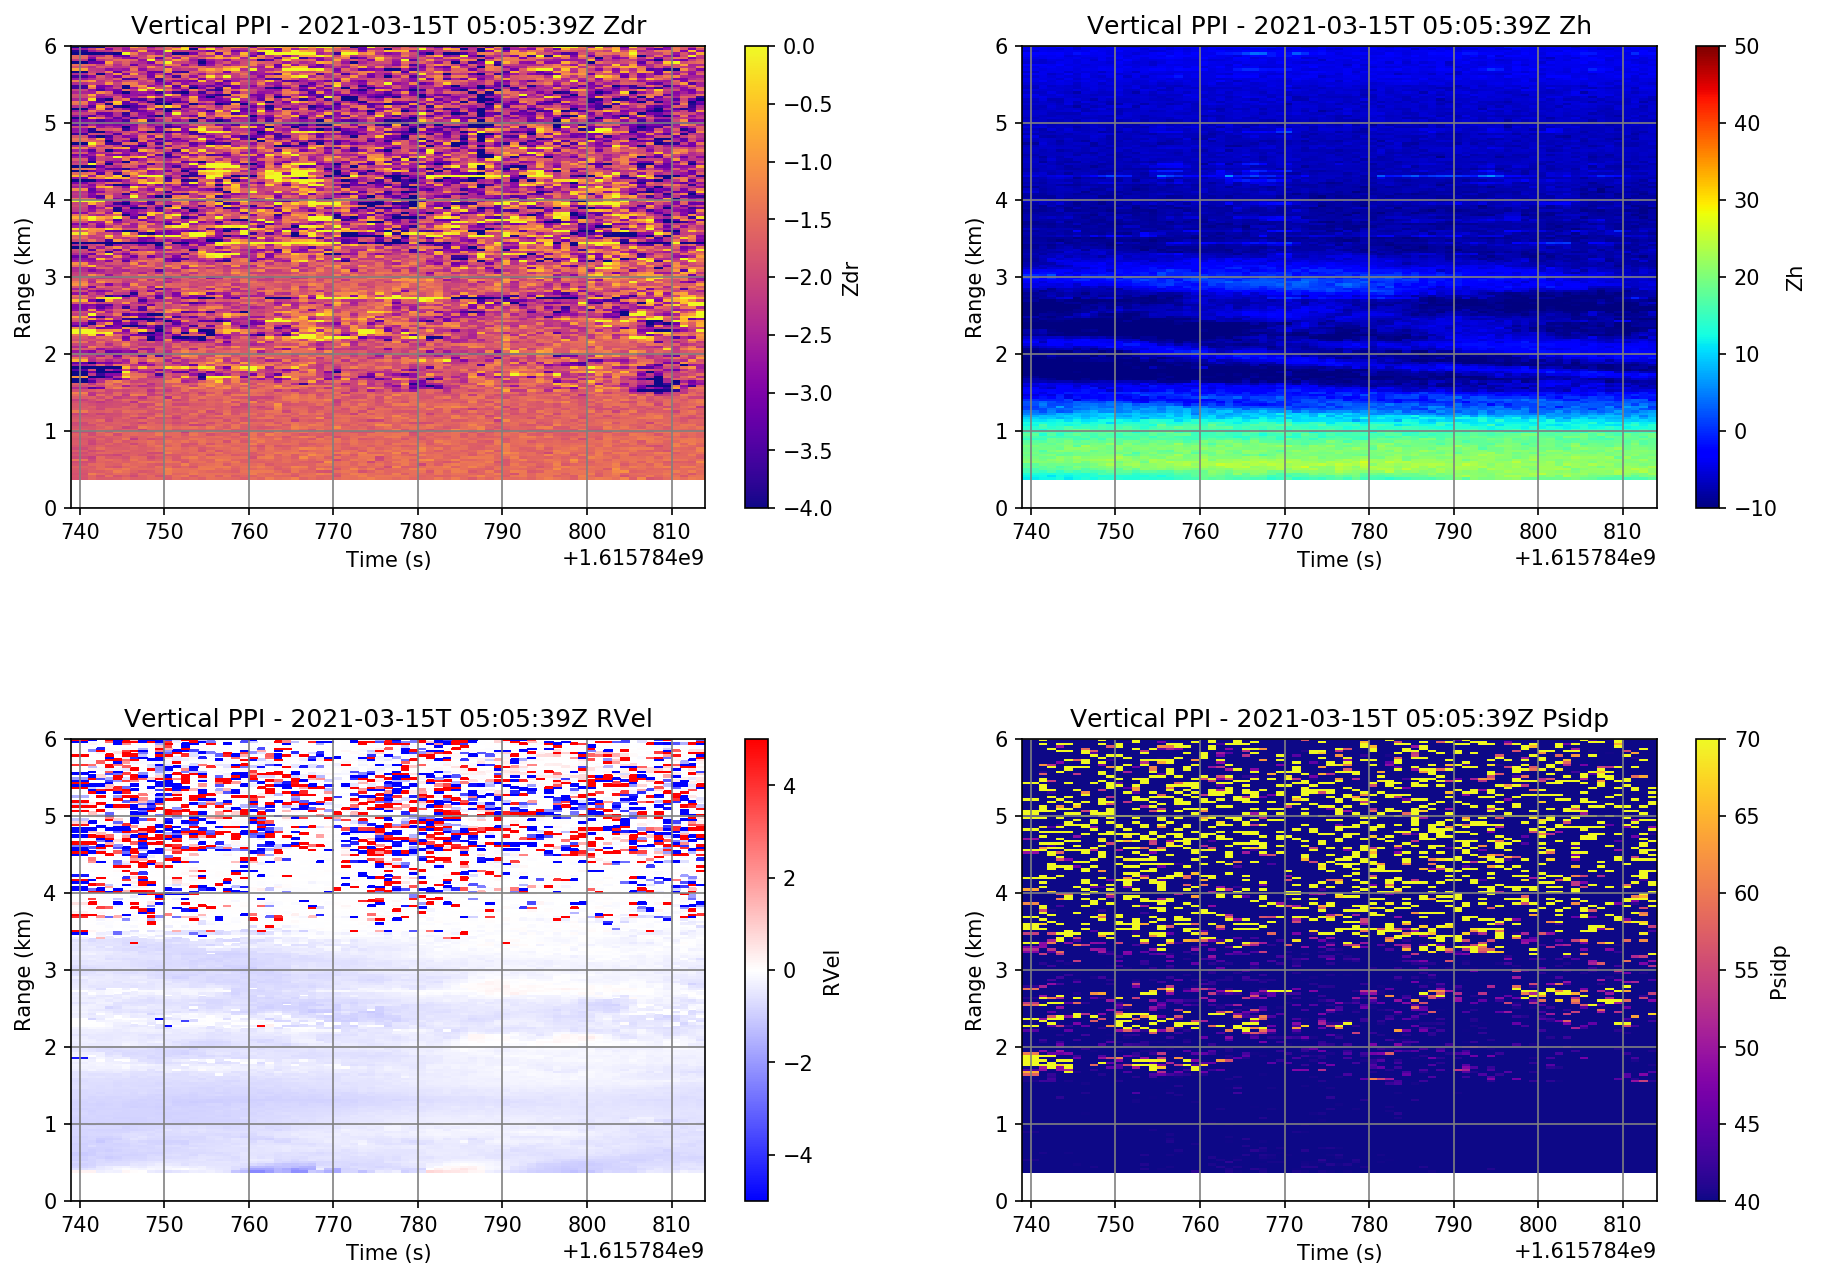 Vertical PPI - 2021-03-15T 05:05:39Z Zdr
6
5
4
3
2
1
0
Range (km)
740 750 760 770 780 790 800 810
Time (s)
+1.615784e9
0.0
−0.5
−1.0
−1.5
−2.0
−2.5
−3.0
−3.5
−4.0
Zdr
Vertical PPI - 2021-03-15T 05:05:39Z Zh
6
5
4
3
2
1
0
Range (km)
740 750 760 770 780 790 800 810
Time (s)
+1.615784e9
50
40
30
20
10
0
−10
Zh
Vertical PPI - 2021-03-15T 05:05:39Z RVel
6
5
4
3
2
1
0
Range (km)
740 750 760 770 780 790 800 810
Time (s)
+1.615784e9
4
2
0
−2
−4
RVel
Vertical PPI - 2021-03-15T 05:05:39Z Psidp
6
5
4
3
2
1
0
Range (km)
740 750 760 770 780 790 800 810
Time (s)
+1.615784e9
70
65
60
55
50
45
40
Psidp